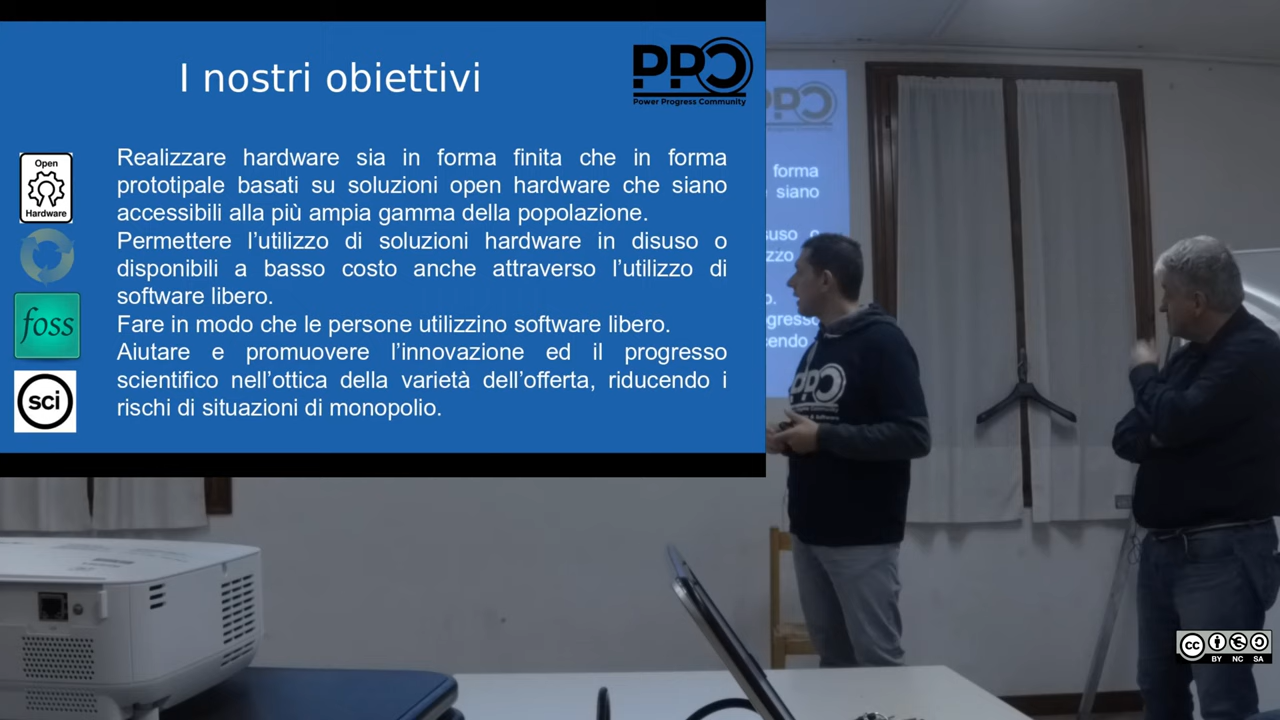 I nostri obiettivi
PPC
Power Progress Community
Open
Hardware
foss
sci
Realizzare hardware sia in forma finita che in forma
prototipale basati su soluzioni open hardware che siano
accessibili alla più ampia gamma della popolazione.
Permettere l'utilizzo di soluzioni hardware in disuso o
disponibili a basso costo anche attraverso l'utilizzo di
software libero.
Fare in modo che le persone utilizzino software libero.
Aiutare e promuovere l'innovazione ed il progresso
scientifico nell'ottica della varietà dell'offerta, riducendo i
rischi di situazioni di monopolio.
forma
siano
o
PPC
cc
BY NC SA